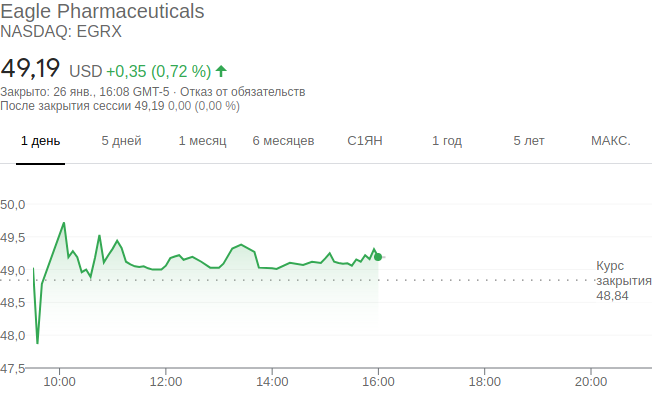 Eagle Pharmaceuticals
NASDAQ: EGRX
49,19 USD +0,35 (0,72 %)
Закрыто: 26 янв., 16:08 GMT-5 · Отказ от обязательств
После закрытия сессии 49,19 0,00 (0,00 %)
1 день 5 дней 1 месяц 6 месяцев С1ЯН 1 год 5 лет МАКС.
50,0
49,5
49,0
48,5
48,0
47,5
Курс
закрытия
48,84
10:00 12:00 14:00 16:00 18:00 20:00